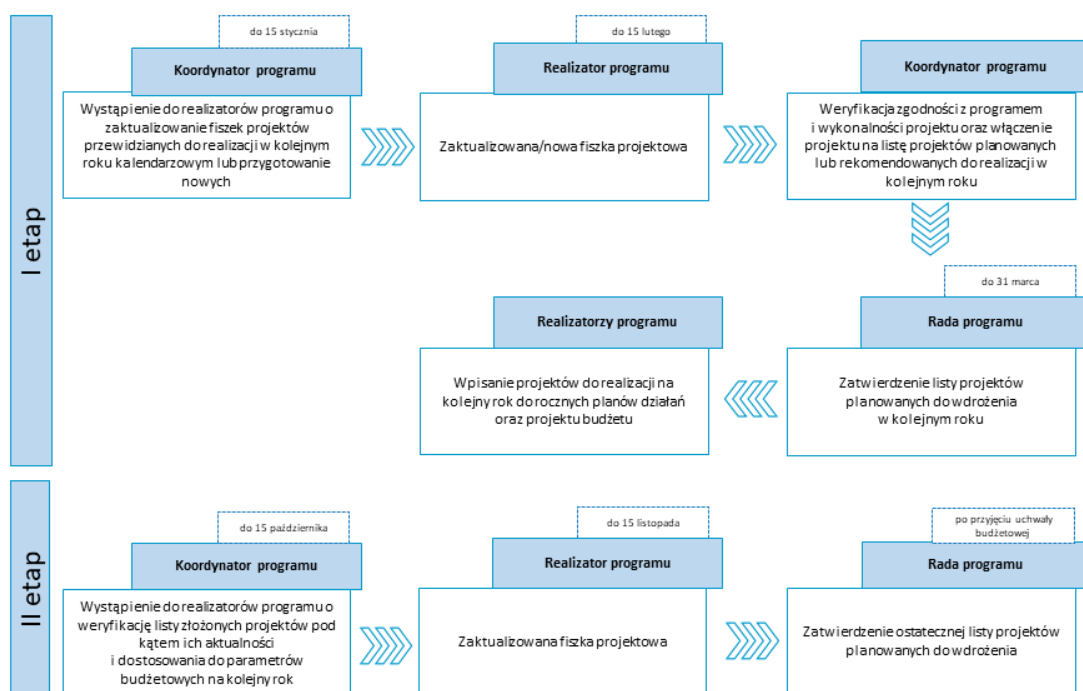 I etap
do 15 stycznia
Koordynator programu
Wystąpienie do realizatorów programu o
zaktualizowanie fiszek projektów
przewidzianych do realizacji w kolejnym
roku kalendarzowym lub przygotowanie
nowych
do 15 lutego
Realizator programu
Zaktualizowana/nowa fiszka projektowa
Koordynator programu
Weryfikacja zgodności z programem
i wykonalności projektu oraz włączenie
projektu na listę projektów planowanych
lub rekomendowanych do realizacji w
kolejnym roku
do 31 marca
Rada programu
Zatwierdzenie listy projektów
planowanych do wdrożenia
w kolejnym roku
Realizatorzy programu
Wpisanie projektów do realizacji na
kolejny rok do rocznych planów działań
oraz projektu budżetu
II etap
do 15 października
Koordynator programu
Wystąpienie do realizatorów programu o
weryfikację listy złożonych projektów pod
kątem ich aktualności
i dostosowania do parametrów
budżetowych na kolejny rok
do 15 listopada
Realizator programu
Zaktualizowana fiszka projektowa
po przyjęciu uchwały
budżetowej
Rada programu
Zatwierdzenie ostatecznej listy projektów
planowanych do wdrożenia